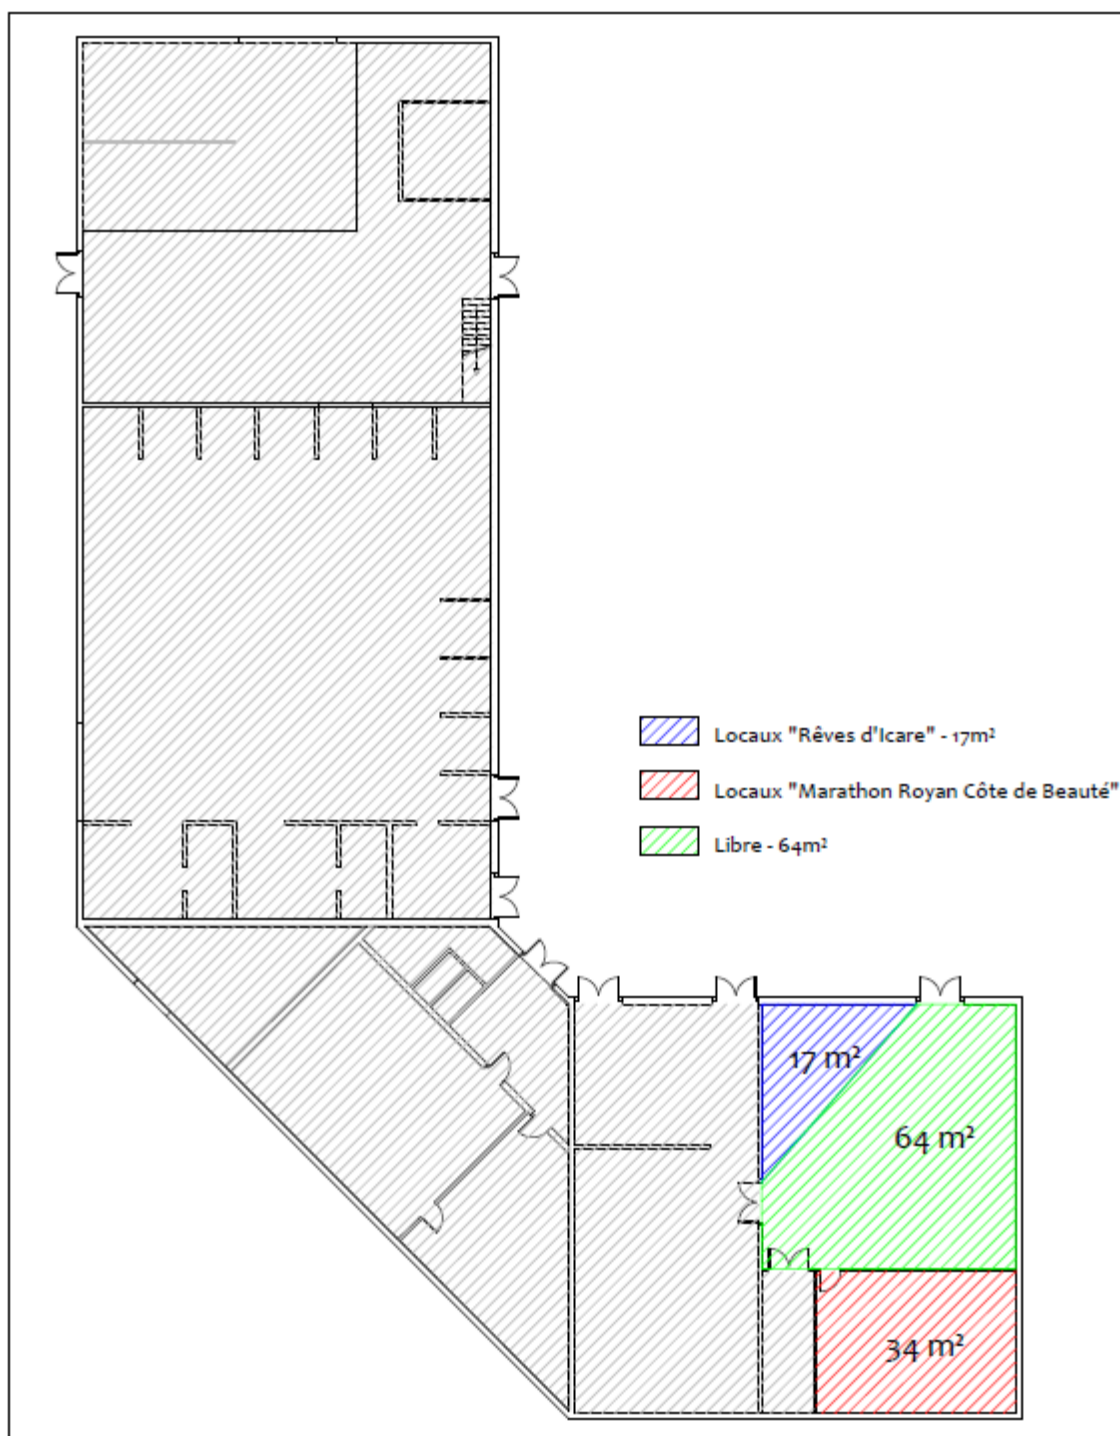 Locaux "Rêves d'Icare" - 17m²
Locaux "Marathon Royan Côte de Beauté"
Libre - 64m²
17 m²
64 m²
34 m²